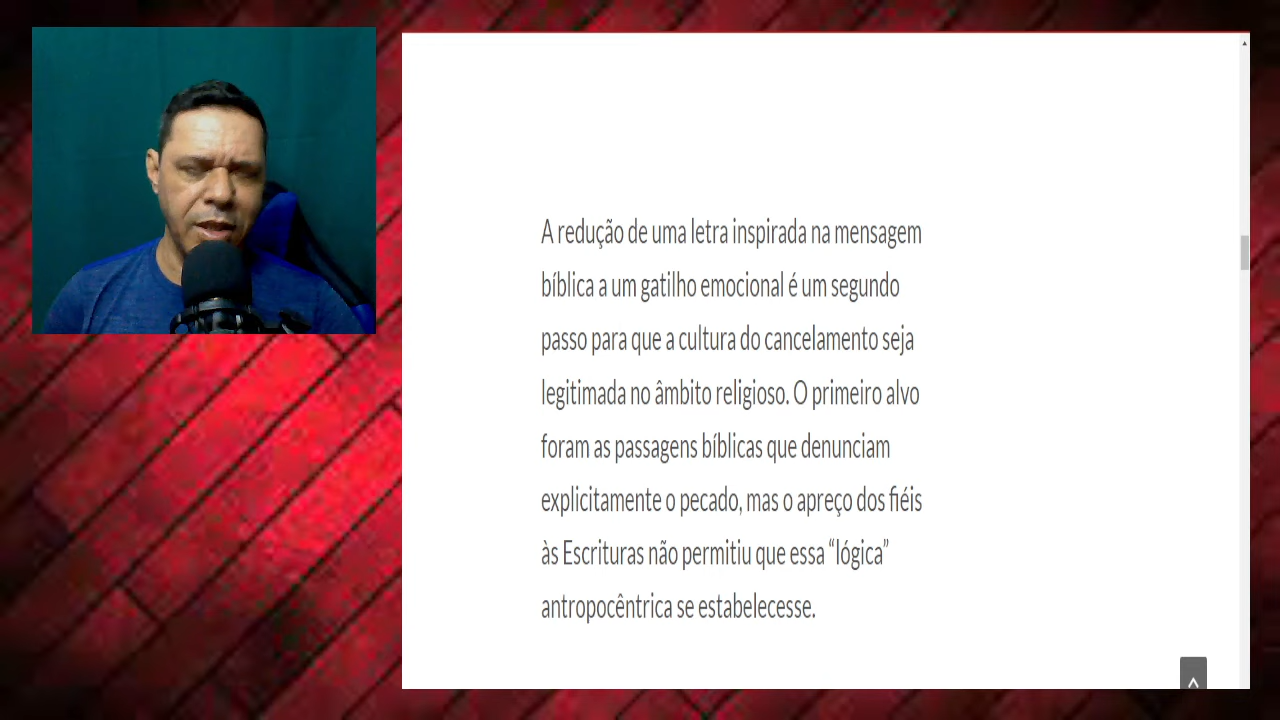 A redução de uma letra inspirada na mensagem
bíblica a um gatilho emocional é um segundo
passo para que a cultura do cancelamento seja
legitimada no âmbito religioso. O primeiro alvo
foram as passagens bíblicas que denunciam
explicitamente o pecado, mas o apreço dos fiéis
às Escrituras não permitiu que essa “lógica”
antropocêntrica se estabelecesse.